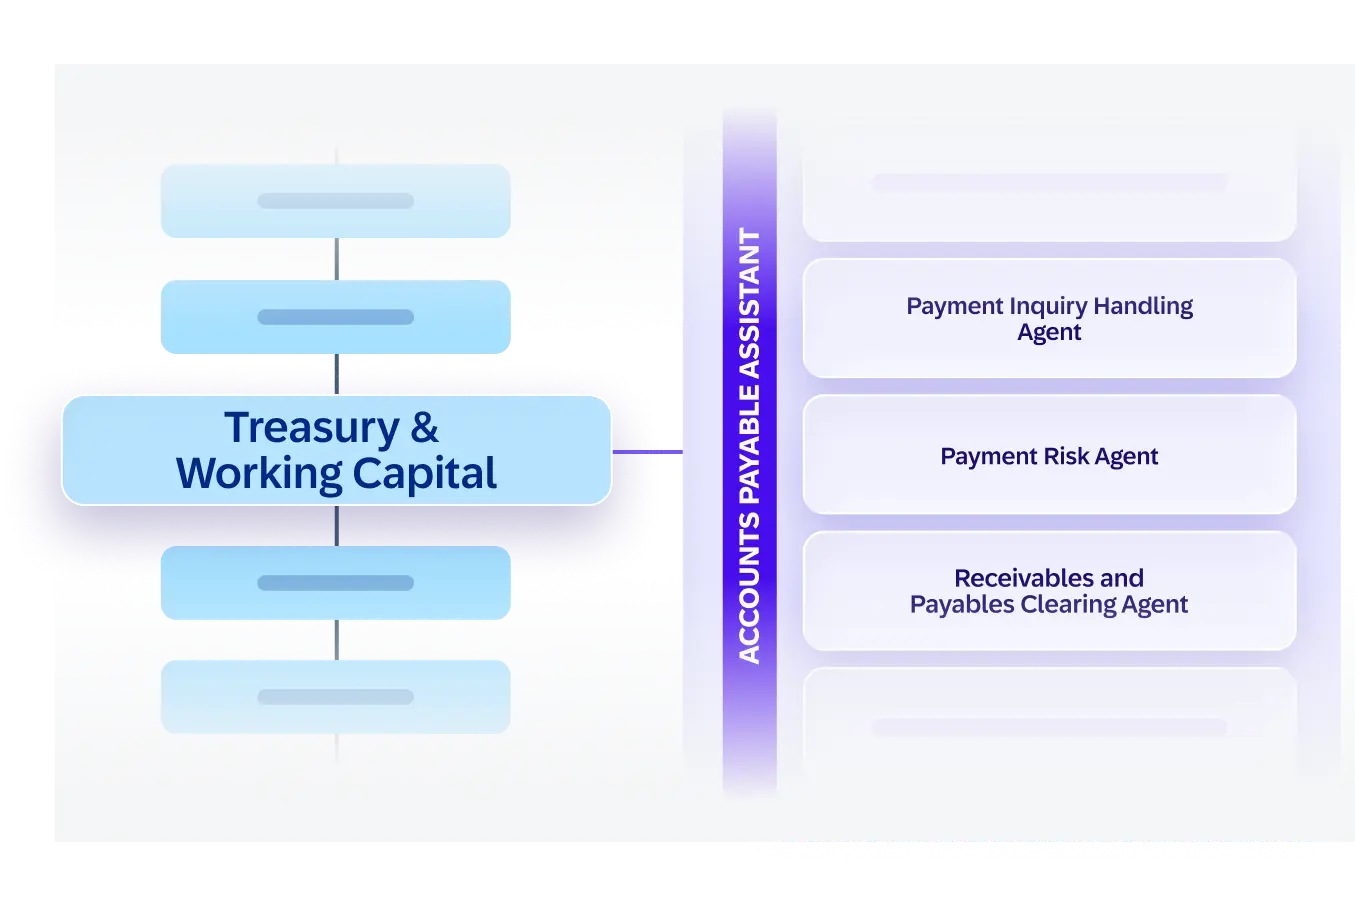 Treasury &
Working Capital
ACCOUNTS PAYABLE ASSISTANT
Payment Inquiry Handling
Agent
Payment Risk Agent
Receivables and
Payables Clearing Agent